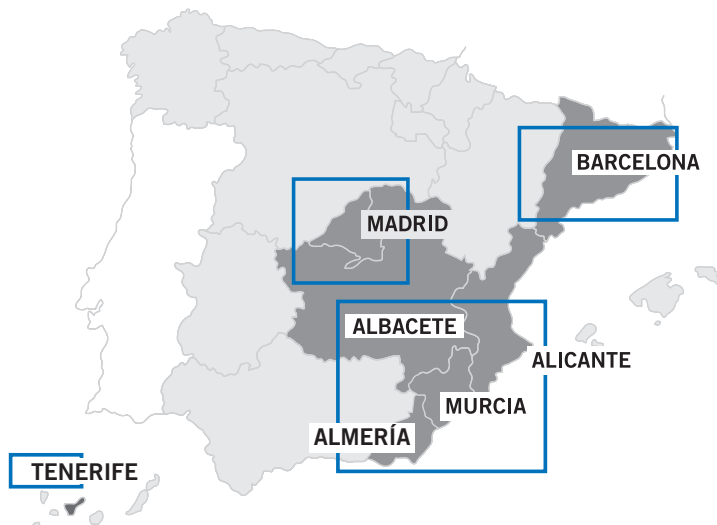 BARCELONA
MADRID
ALBACETE
ALICANTE
MURCIA
ALMERÍA
TENERIFE